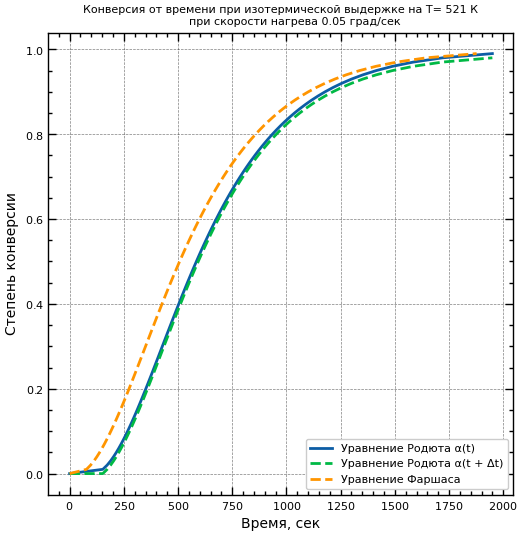 Конверсия от времени при изотермической выдержке на T= 521 K
при скорости нагрева 0.05 град/сек
Степень конверсии
1.0
0.8
0.6
0.4
0.2
0.0
Уравнение Родюта α(t)
Уравнение Родюта α(t + Δt)
Уравнение Фаршаса
0
250
500
750
1000
1250
1500
1750
2000
Время, сек